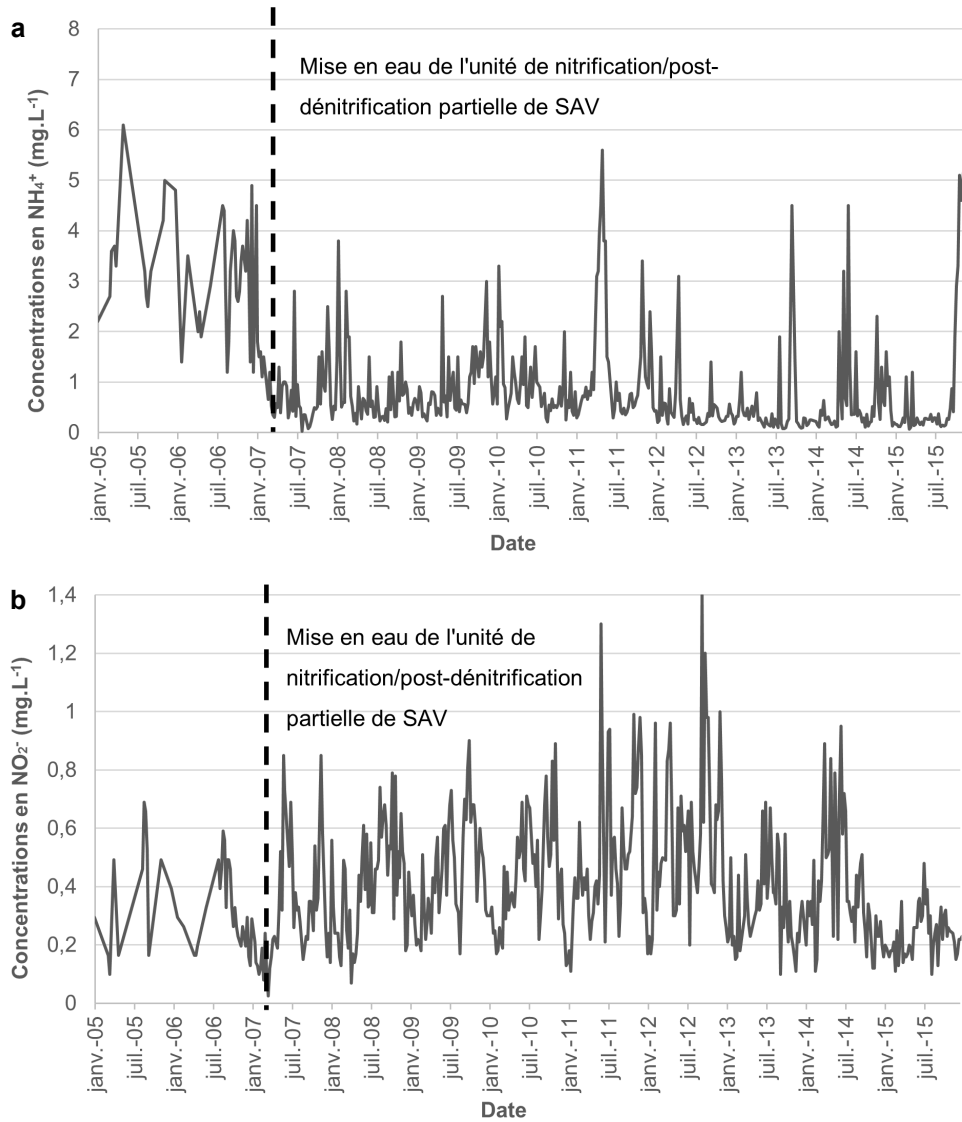 a
Concentrations en NH₄⁺ (mg.L⁻¹)
8
7
6
5
4
3
2
1
0
Mise en eau de l'unité de nitrification/post-
dénitrification partielle de SAV
janv.-05
juil.-05
janv.-06
juil.-06
janv.-07
juil.-07
janv.-08
juil.-08
janv.-09
juil.-09
janv.-10
juil.-10
janv.-11
juil.-11
janv.-12
juil.-12
janv.-13
juil.-13
janv.-14
juil.-14
janv.-15
juil.-15
Date
b
Concentrations en NO₂⁻ (mg.L⁻¹)
1,4
1,2
1
0,8
0,6
0,4
0,2
0
Mise en eau de l'unité de
nitrification/post-dénitrification
partielle de SAV
janv.-05
juil.-05
janv.-06
juil.-06
janv.-07
juil.-07
janv.-08
juil.-08
janv.-09
juil.-09
janv.-10
juil.-10
janv.-11
juil.-11
janv.-12
juil.-12
janv.-13
juil.-13
janv.-14
juil.-14
janv.-15
juil.-15
Date